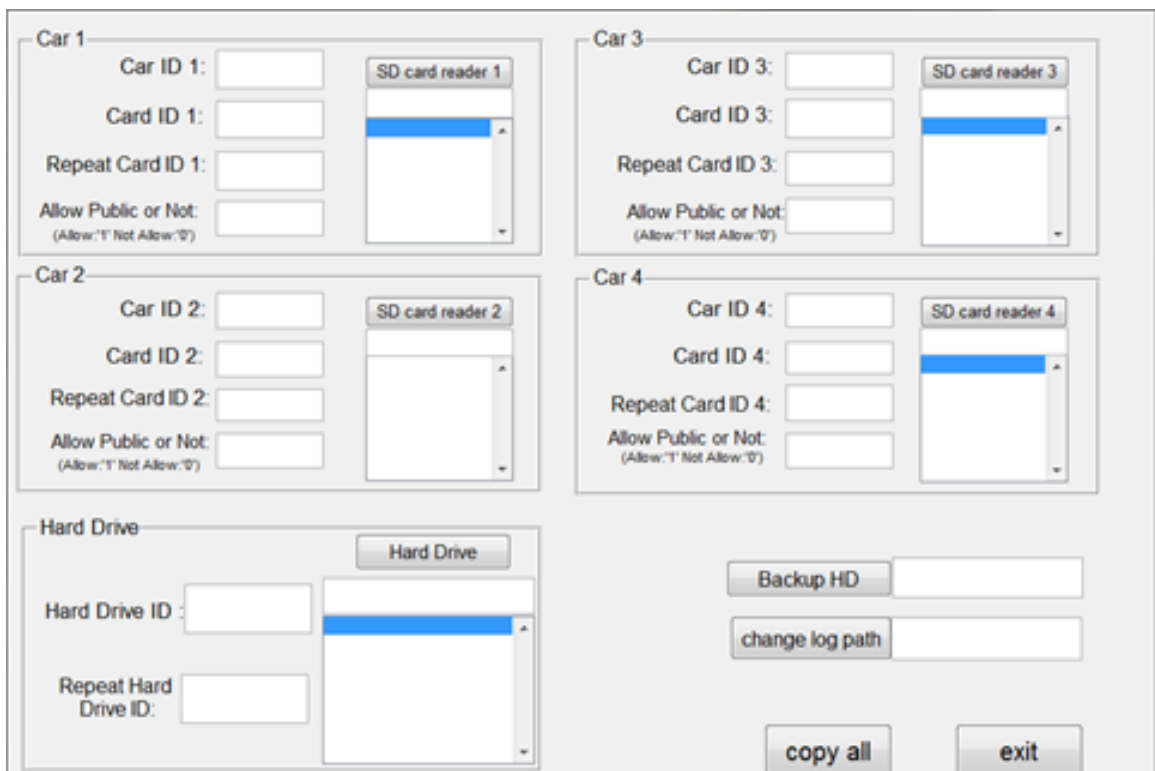 Car 1
Car ID 1:
SD card reader 1
Card ID 1:
Repeat Card ID 1:
Allow Public or Not:
(Allow:'1' Not Allow:'0')
Car 3
Car ID 3:
SD card reader 3
Card ID 3:
Repeat Card ID 3:
Allow Public or Not:
(Allow:'1' Not Allow:'0')
Car 2
Car ID 2:
SD card reader 2
Card ID 2:
Repeat Card ID 2:
Allow Public or Not:
(Allow:'1' Not Allow:'0')
Car 4
Car ID 4:
SD card reader 4
Card ID 4:
Repeat Card ID 4:
Allow Public or Not:
(Allow:'1' Not Allow:'0')
Hard Drive
Hard Drive
Hard Drive ID :
Repeat Hard
Drive ID:
Backup HD
change log path
copy all
exit